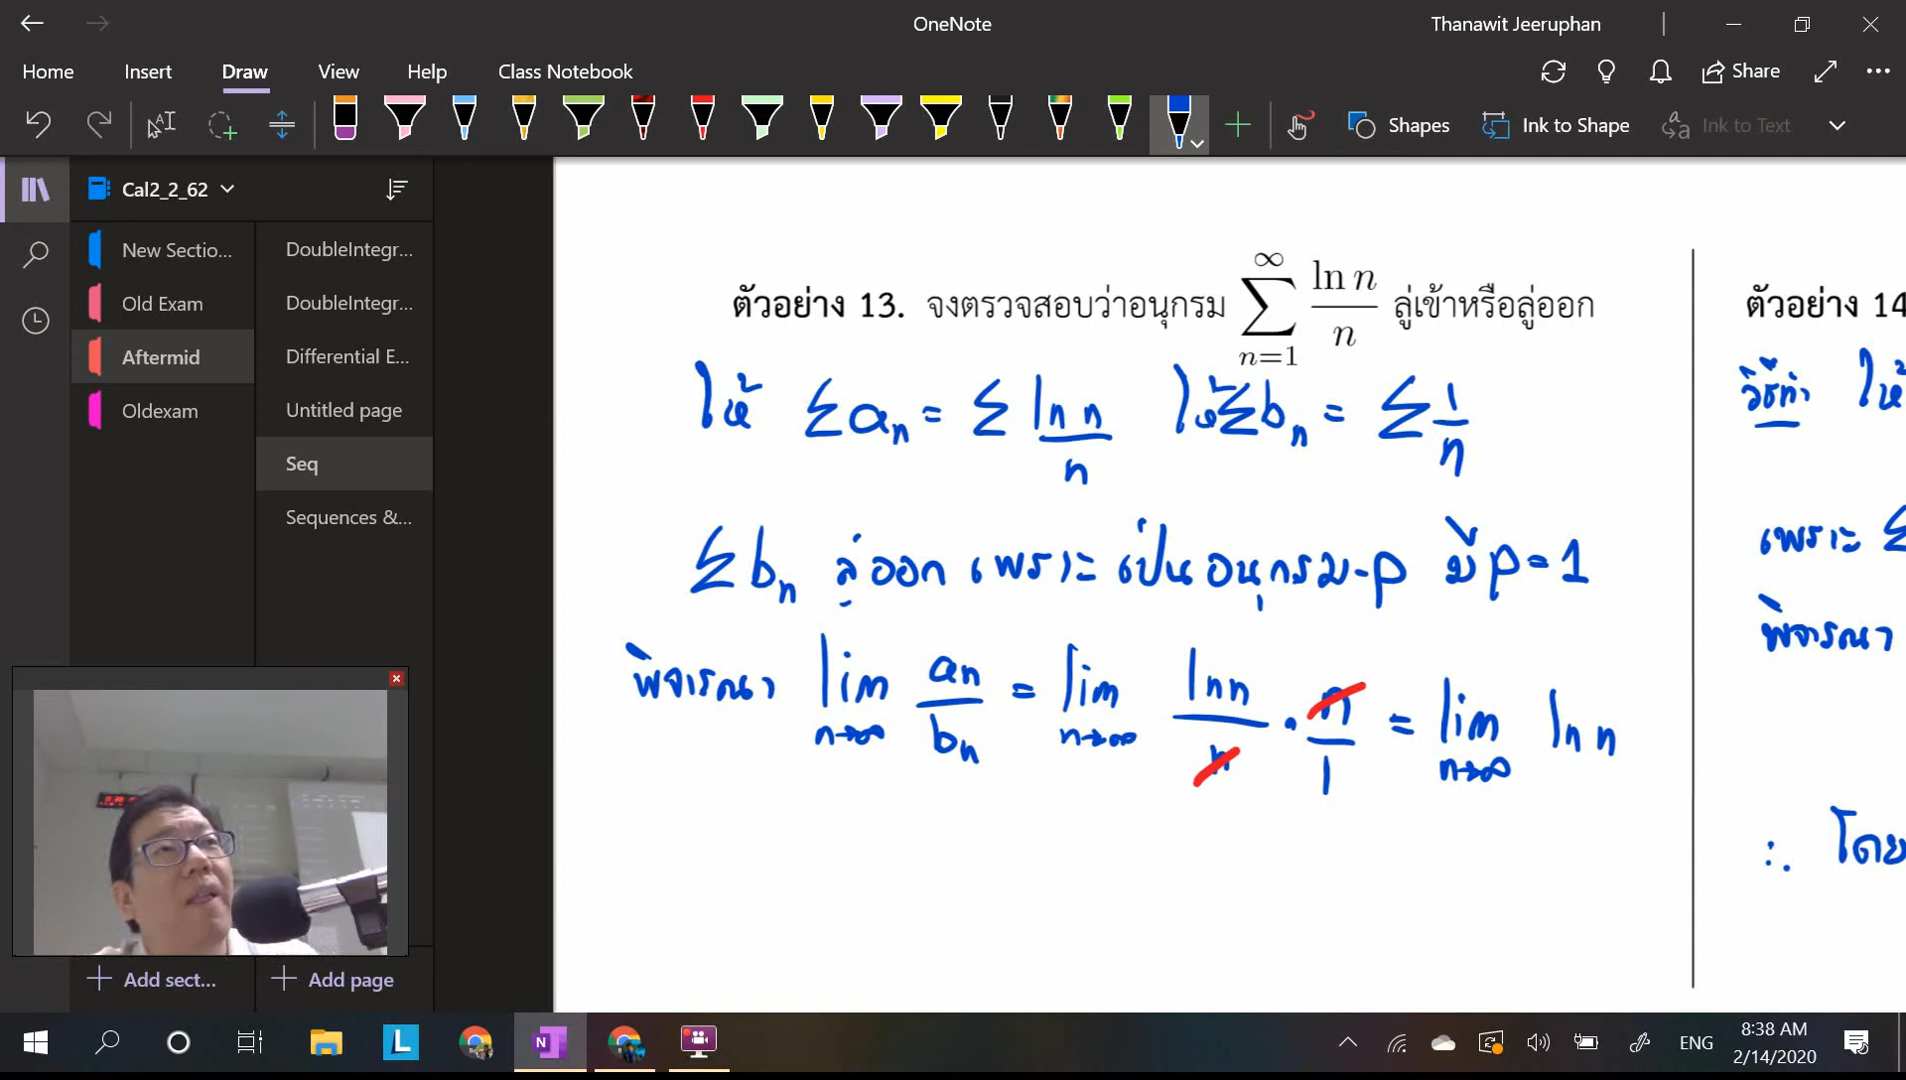 OneNote
Thanawit Jeeruphan
Home Insert Draw View Help Class Notebook
Share
Shapes Ink to Shape Ink to Text
Cal2_2_62
New Sectio...
Old Exam
Aftermid
Oldexam
DoubleIntegr...
DoubleIntegr...
Differential E...
Untitled page
Seq
Sequences &...
Add sect...
Add page
ตัวอย่าง 13. จงตรวจสอบว่าอนุกรม ∑_{n=1}^{∞} ln n / n ลู่เข้าหรือลู่ออก
ให้ ∑a_n = ∑ ln n / n ให้ ∑b_n = ∑ 1/n
∑b_n ลู่ออก เพราะ เป็นอนุกรม-p มี p=1
พิจารณา lim_{n→∞} a_n / b_n = lim_{n→∞} ln n / n · n / 1 = lim_{n→∞} ln n
ตัวอย่าง 14
วิธีทำ ให้
เพราะ ∑
พิจารณา
∴ โดย
ENG
8:38 AM
2/14/2020